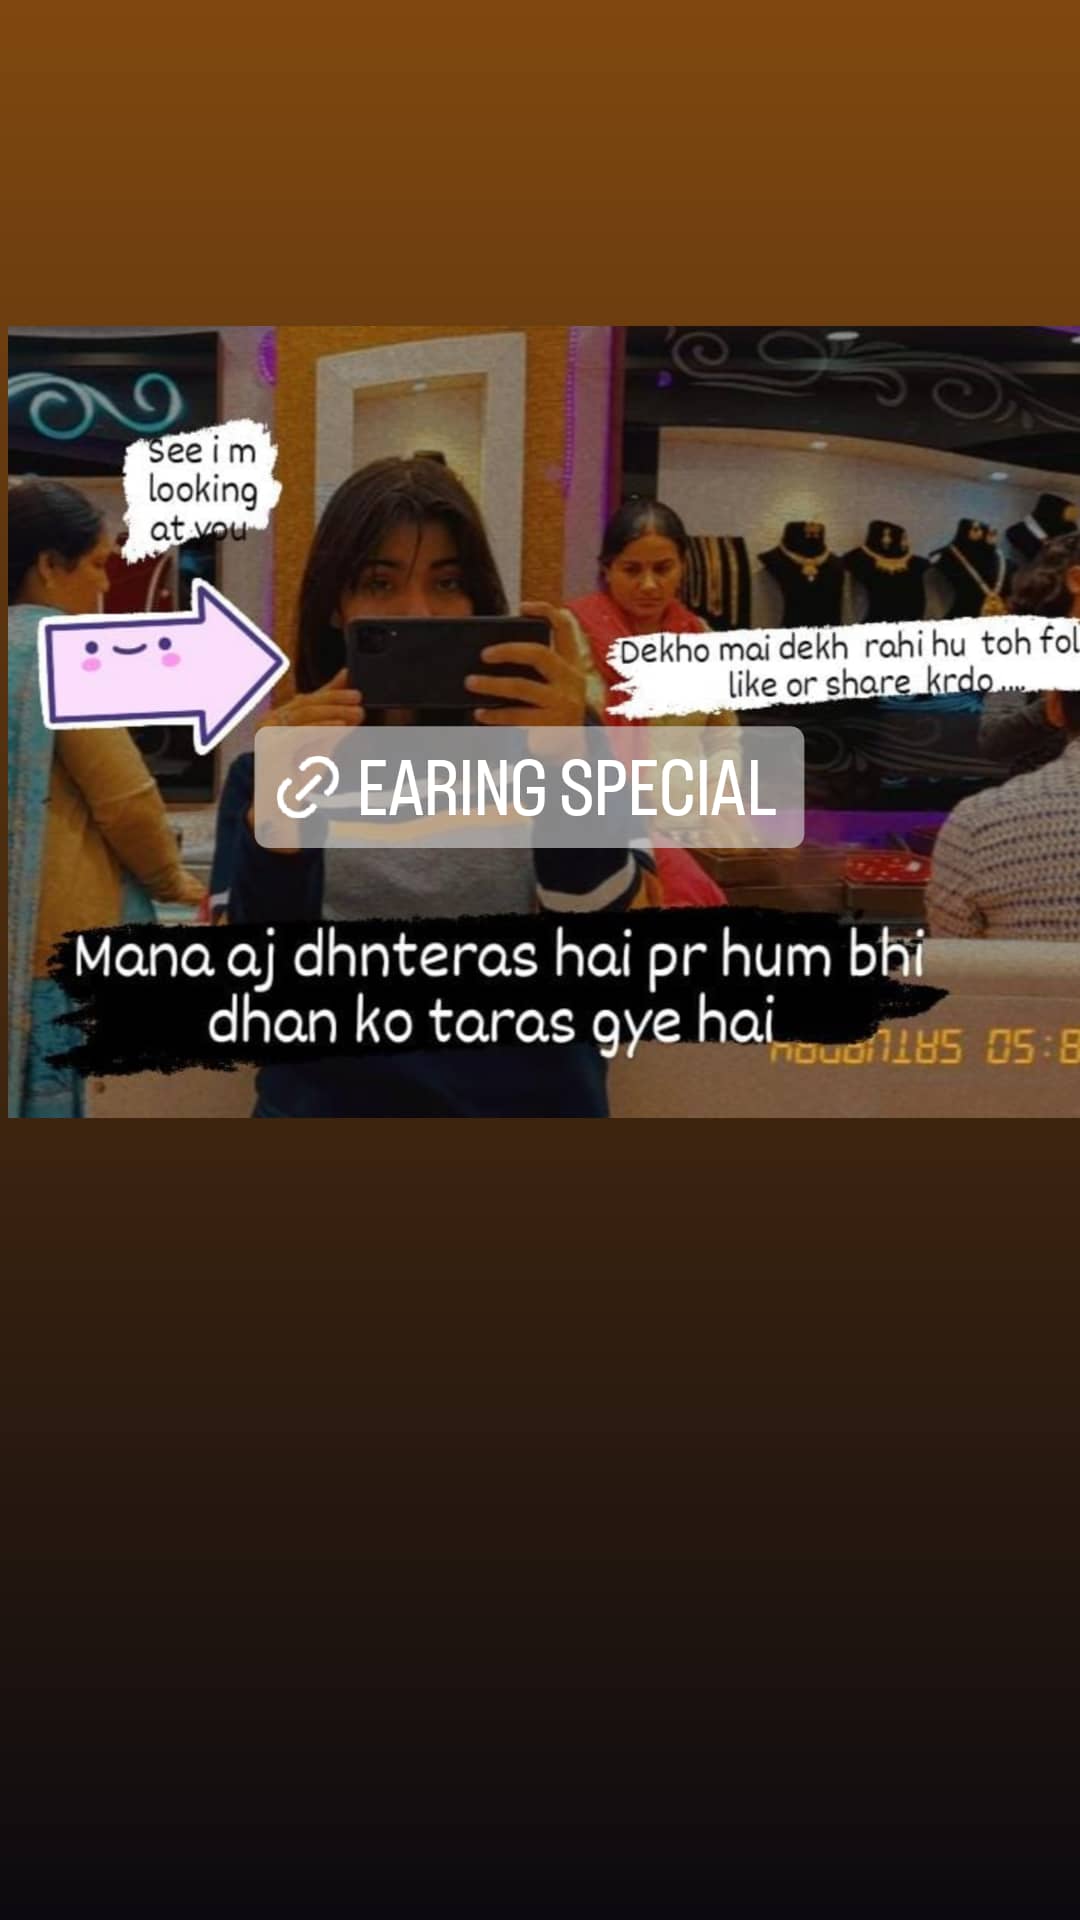 See i m
looking
at you
Dekho mai dekh rahi hu toh fol
like or share krdo....
EARING SPECIAL
Mana aj dhnteras hai pr hum bhi
dhan ko taras gye hai